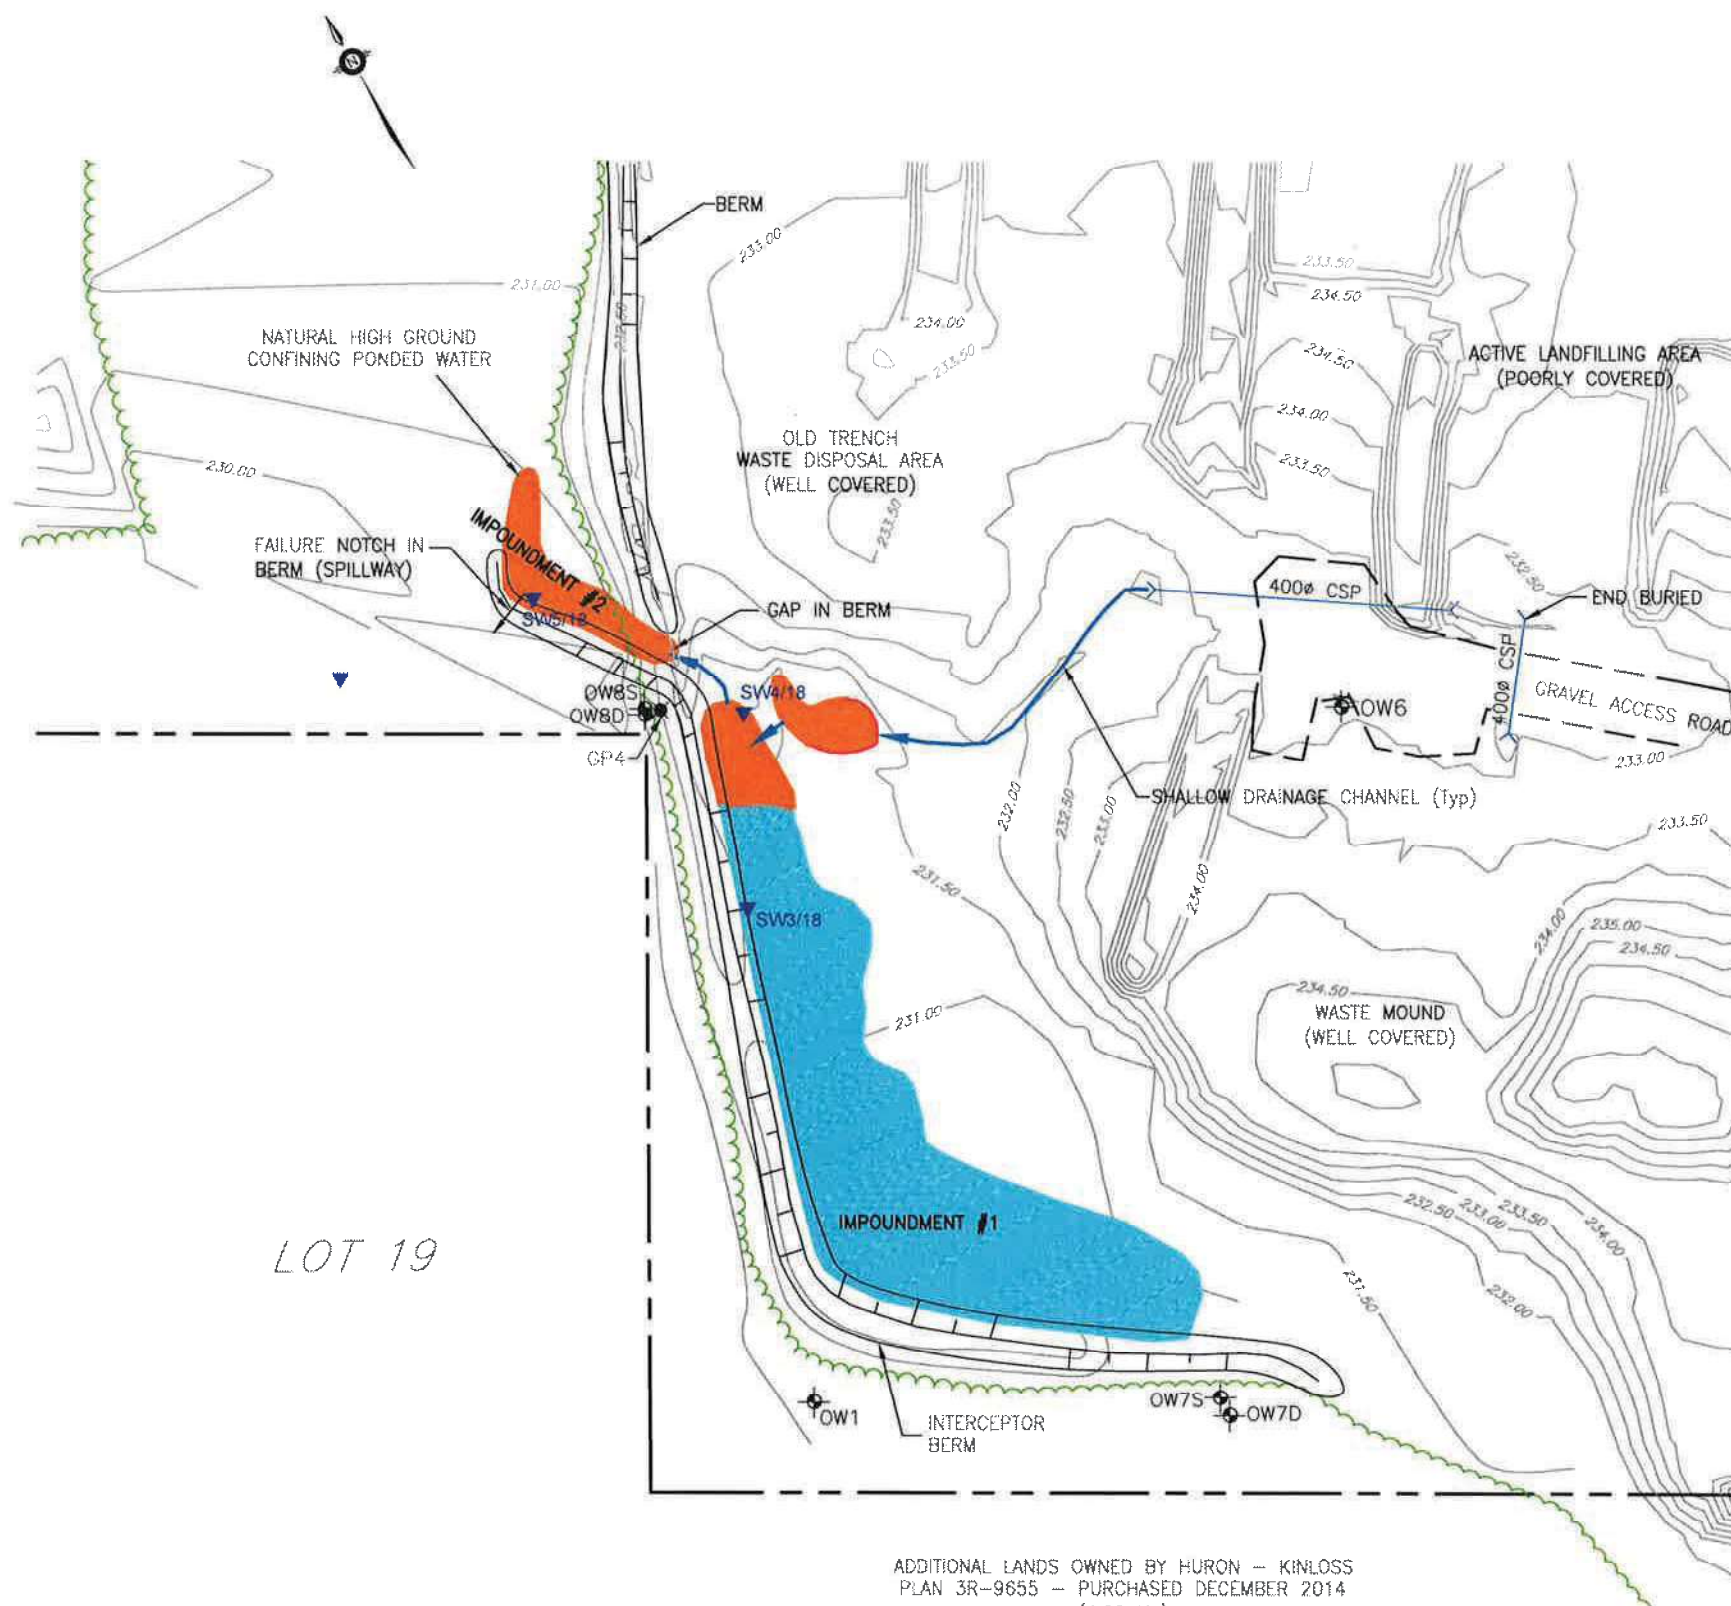 N
BERM
233.00
231.00
232.50
NATURAL HIGH GROUND
CONFINING PONDED WATER
234.00
233.50
233.50
234.50
234.50
ACTIVE LANDFILLING AREA
(POORLY COVERED)
234.00
233.50
OLD TRENCH
WASTE DISPOSAL AREA
(WELL COVERED)
233.50
230.00
IMPOUNDMENT #2
FAILURE NOTCH IN
BERM (SPILLWAY)
SW5/18
GAP IN BERM
400ø CSP
232.50
END BURIED
400ø CSP
GRAVEL ACCESS ROAD
OW8S
OW8D
GP4
SW4/18
OW6
233.00
SHALLOW DRAINAGE CHANNEL (Typ)
232.00
232.50
233.00
233.50
231.50
234.00
SW3/18
234.00
235.00
234.50
234.50
WASTE MOUND
(WELL COVERED)
231.00
IMPOUNDMENT #1
232.50
233.00
233.50
234.00
231.50
232.00
LOT 19
OW1
INTERCEPTOR
BERM
OW7S
OW7D
ADDITIONAL LANDS OWNED BY HURON – KINLOSS
PLAN 3R-9655 – PURCHASED DECEMBER 2014